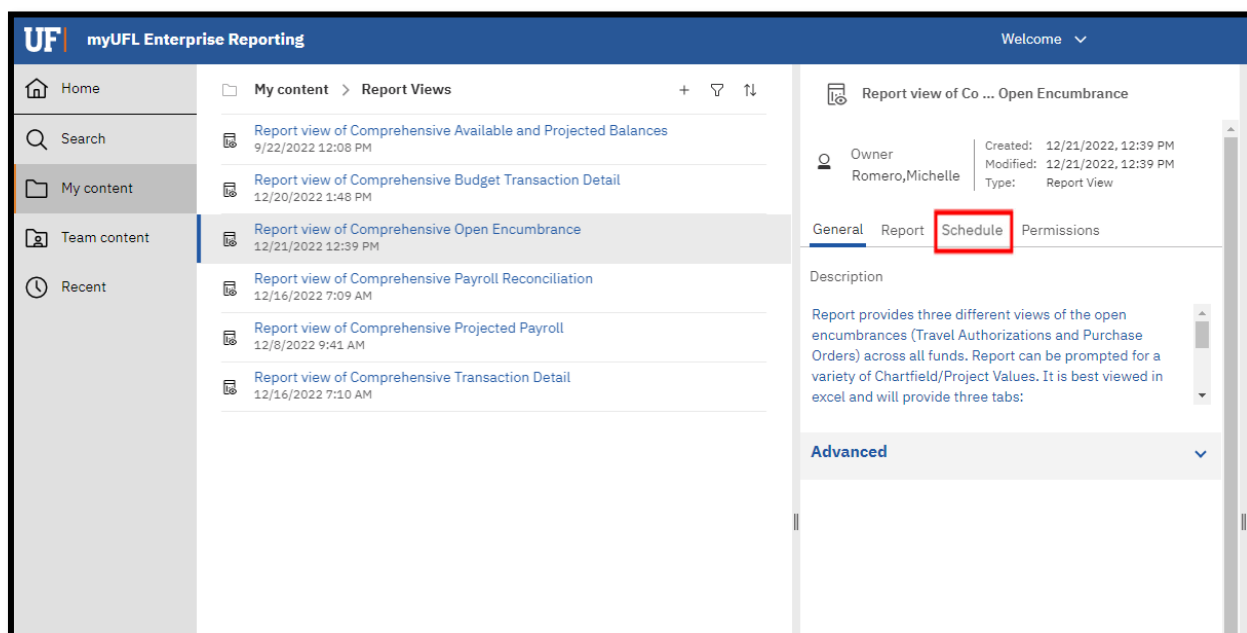 UF myUFL Enterprise Reporting
Welcome
Home
Search
My content
Team content
Recent
My content > Report Views
Report view of Comprehensive Available and Projected Balances
9/22/2022 12:08 PM
Report view of Comprehensive Budget Transaction Detail
12/20/2022 1:48 PM
Report view of Comprehensive Open Encumbrance
12/21/2022 12:39 PM
Report view of Comprehensive Payroll Reconciliation
12/16/2022 7:09 AM
Report view of Comprehensive Projected Payroll
12/8/2022 9:41 AM
Report view of Comprehensive Transaction Detail
12/16/2022 7:10 AM
Report view of Co ... Open Encumbrance
Owner
Romero,Michelle
Created: 12/21/2022, 12:39 PM
Modified: 12/21/2022, 12:39 PM
Type: Report View
General Report Schedule Permissions
Description
Report provides three different views of the open
encumbrances (Travel Authorizations and Purchase
Orders) across all funds. Report can be prompted for a
variety of Chartfield/Project Values. It is best viewed in
excel and will provide three tabs:
Advanced